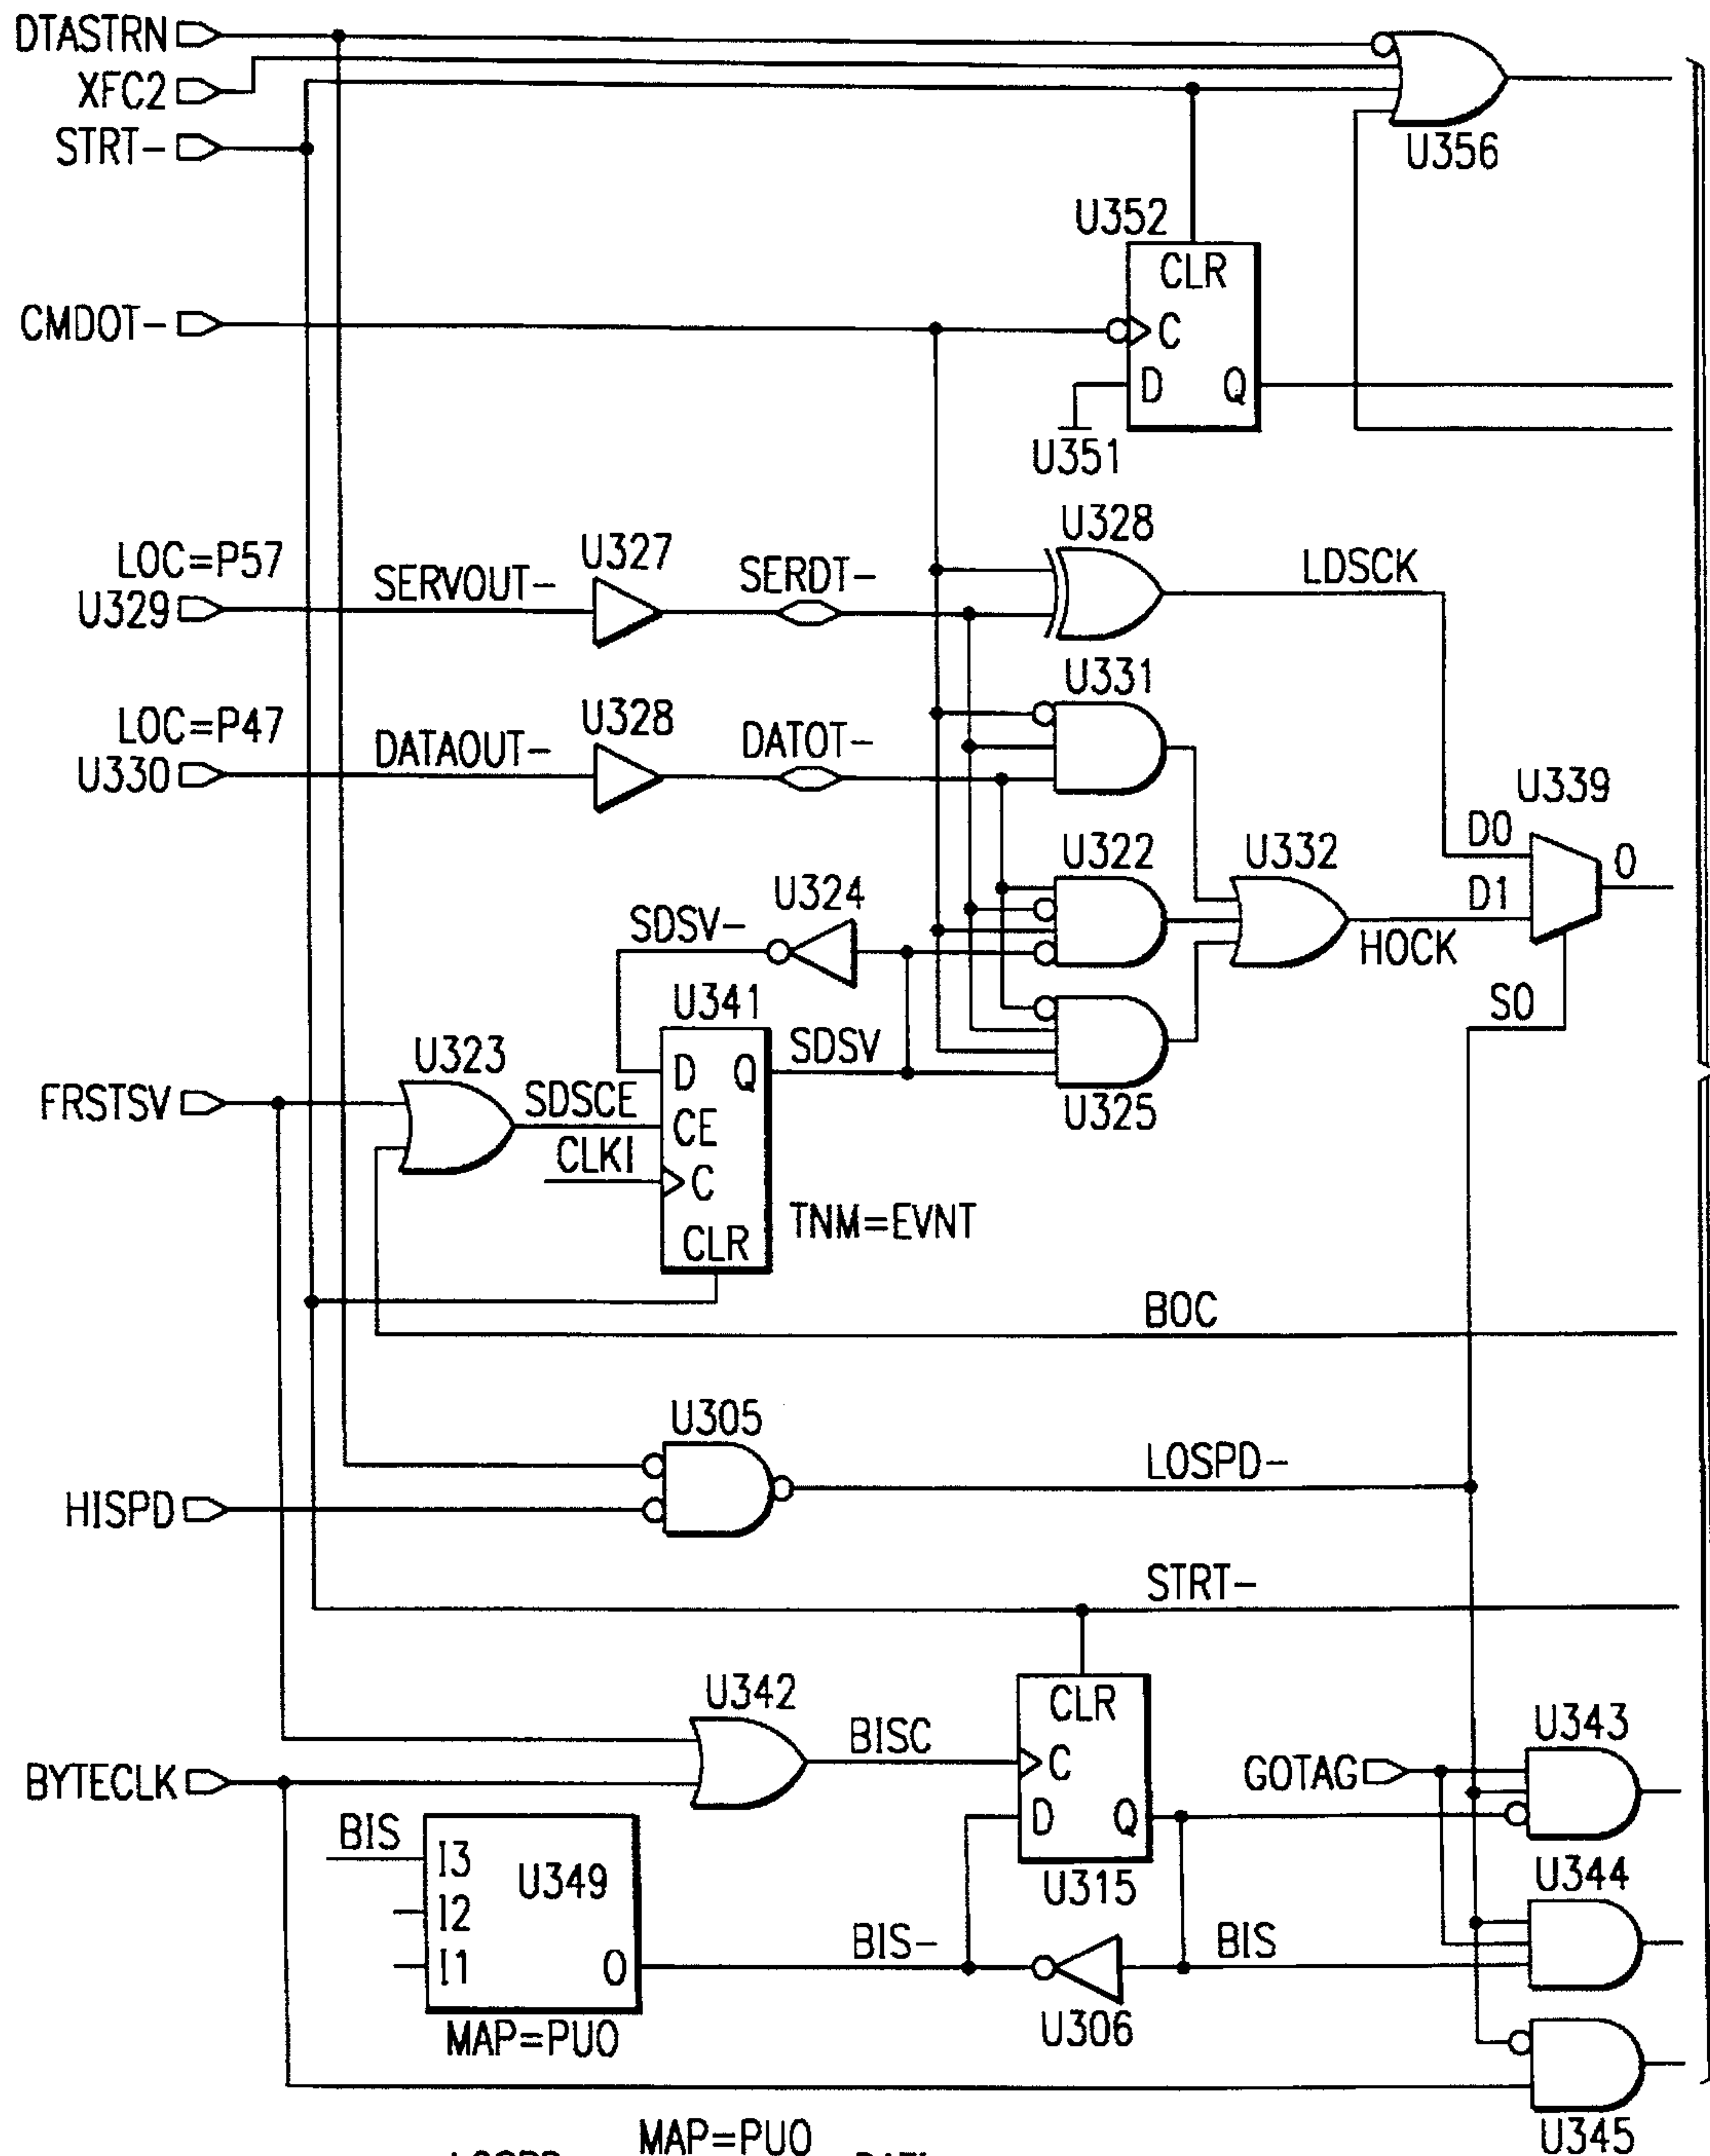 DTASTRN
XFC2
STRT-
U356
U352
CLR
CMDOT-
C
D Q
U351
U328
LOC=P57
U329
SERVOUT-
U327
SERDT-
LDSCK
U331
LOC=P47
U330
DATAOUT-
U328
DATOT-
U339
D0
O
D1
U322
U332
HOCK
S0
U324
SDSV-
U341
D Q
CE
C
CLR
SDSV
U325
U323
FRSTSV
SDSCE
CLKI
TNM=EVNT
BOC
U305
LOSPD-
HISPD
STRT-
U342
BISC
CLR
C
D Q
U315
BYTECLK
GOTAG
U343
BIS
I3
I2
I1
U349
O
MAP=PUO
BIS-
BIS
U306
U344
U345
MAP=PUO